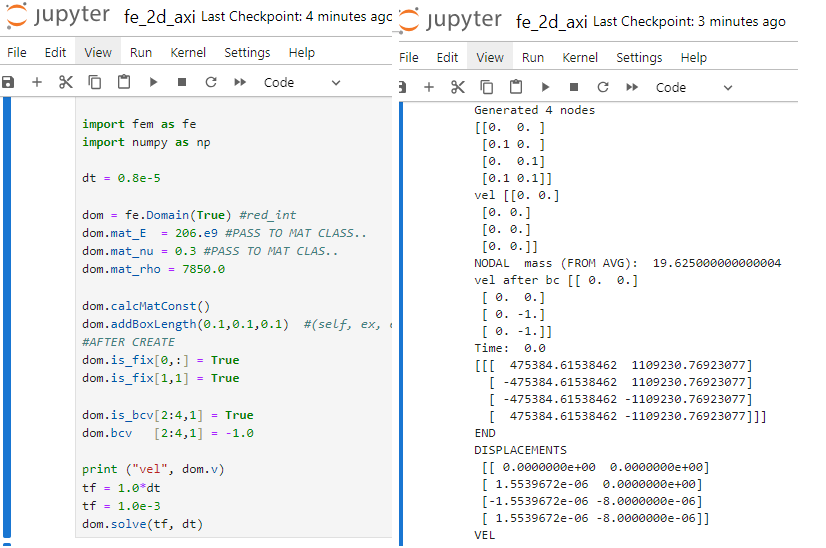 jupyter fe_2d_axi Last Checkpoint: 4 minutes ago
File Edit View Run Kernel Settings Help
Code
import fem as fe
import numpy as np
dt = 0.8e-5
dom = fe.Domain(True) #red_int
dom.mat_E  = 206.e9 #PASS TO MAT CLASS..
dom.mat_nu = 0.3 #PASS TO MAT CLAS..
dom.mat_rho = 7850.0
dom.calcMatConst()
dom.addBoxLength(0.1,0.1,0.1)  #(self, ex,
#AFTER CREATE
dom.is_fix[0,:] = True
dom.is_fix[1,1] = True
dom.is_bcv[2:4,1] = True
dom.bcv   [2:4,1] = -1.0
print ("vel", dom.v)
tf = 1.0*dt
tf = 1.0e-3
dom.solve(tf, dt)
jupyter fe_2d_axi Last Checkpoint: 3 minutes ago
File Edit View Run Kernel Settings Help
Code
Generated 4 nodes
[[0.  0. ]
 [0.1 0. ]
 [0.  0.1]
 [0.1 0.1]]
vel [[0. 0.]
 [0. 0.]
 [0. 0.]
 [0. 0.]]
NODAL  mass (FROM AVG):  19.625000000000004
vel after bc [[ 0.  0.]
 [ 0.  0.]
 [ 0. -1.]
 [ 0. -1.]]
Time:  0.0
[[[  475384.61538462  1109230.76923077]
  [ -475384.61538462  1109230.76923077]
  [ -475384.61538462 -1109230.76923077]
  [  475384.61538462 -1109230.76923077]]]
END
DISPLACEMENTS
 [[ 0.0000000e+00  0.0000000e+00]
 [ 1.5539672e-06  0.0000000e+00]
 [-1.5539672e-06 -8.0000000e-06]
 [ 1.5539672e-06 -8.0000000e-06]]
VEL